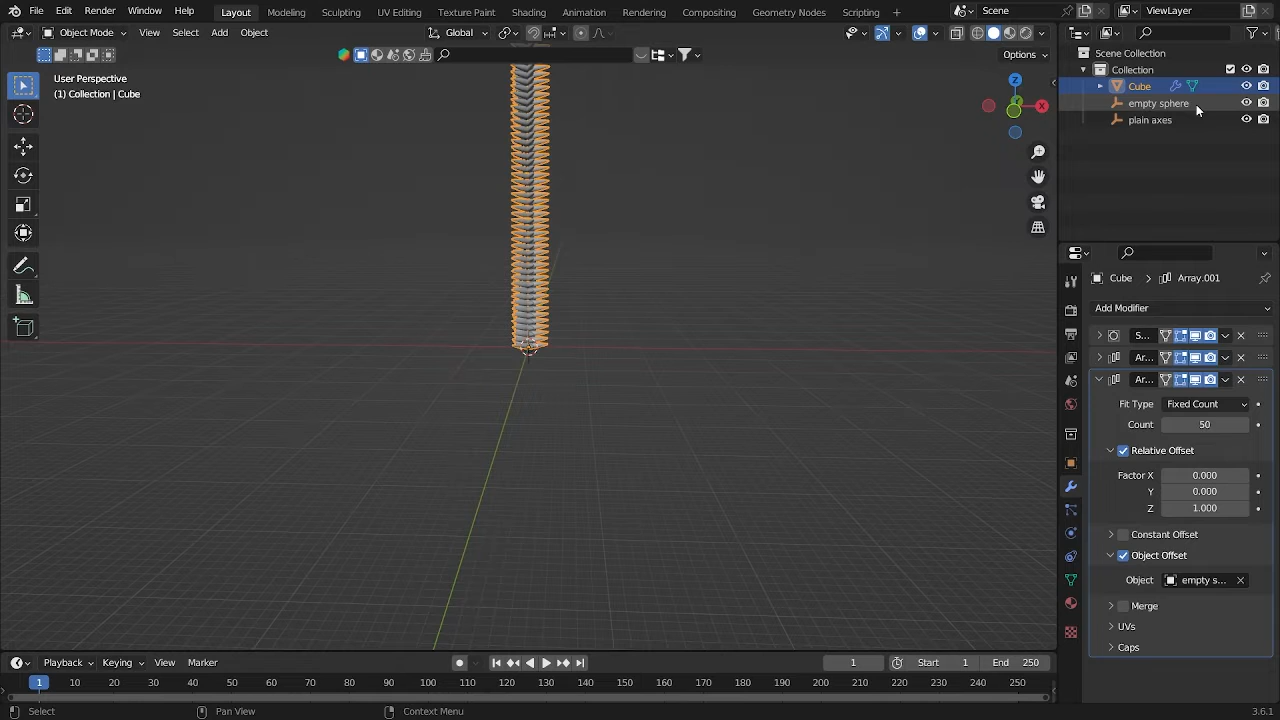 File Edit Render Window Help Layout Modeling Sculpting UV Editing Texture Paint Shading Animation Rendering Compositing Geometry Nodes Scripting + Scene ViewLayer
Object Mode View Select Add Object Global
Options
User Perspective
(1) Collection | Cube
Z
X
Scene Collection
Collection
Cube
empty sphere
plain axes
Cube > Array.001
Add Modifier
S...
Ar...
Ar...
Fit Type Fixed Count
Count 50
Relative Offset
Factor X 0.000
Y 0.000
Z 1.000
Constant Offset
Object Offset
Object empty s...
Merge
UVs
Caps
Playback Keying View Marker 1 Start 1 End 250
1 10 20 30 40 50 60 70 80 90 100 110 120 130 140 150 160 170 180 190 200 210 220 230 240 250
Select Pan View Context Menu 3.6.1